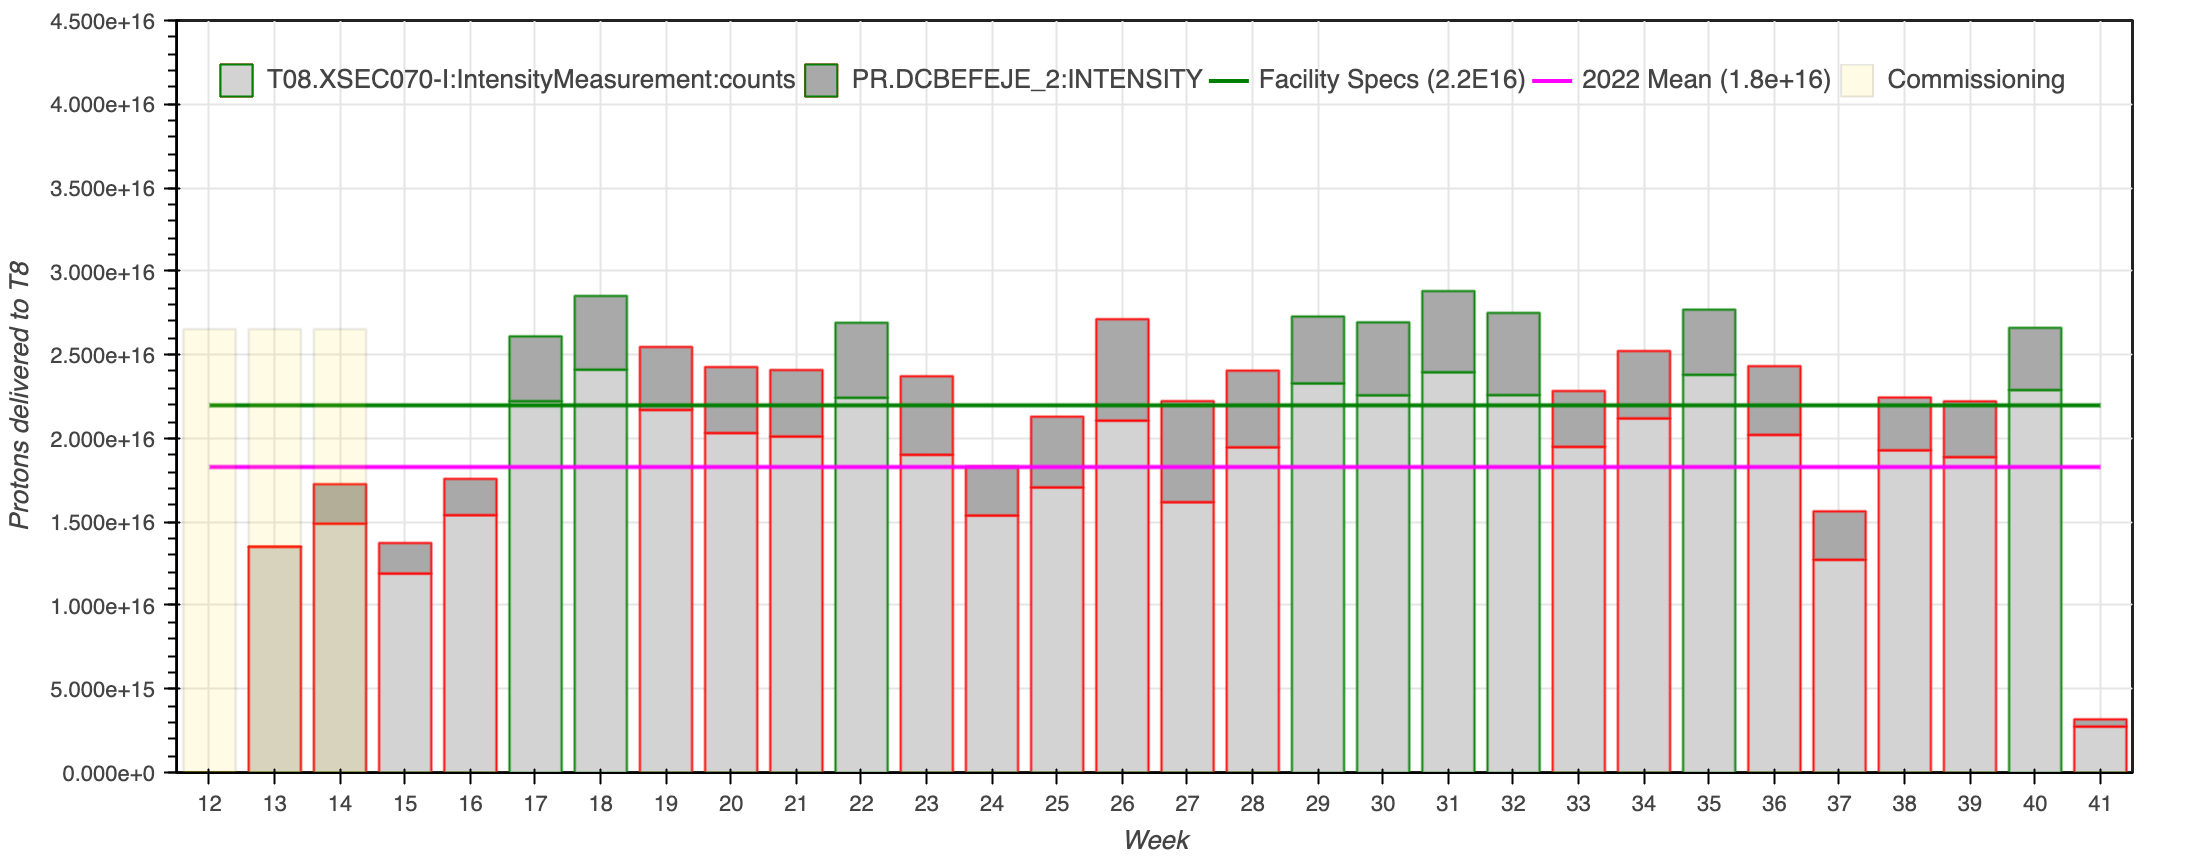 4.500e+16
T08.XSEC070-I:IntensityMeasurement:counts PR.DCBEFEJE_2:INTENSITY Facility Specs (2.2E16) 2022 Mean (1.8e+16) Commissioning
4.000e+16
3.500e+16
3.000e+16
2.500e+16
2.000e+16
1.500e+16
1.000e+16
5.000e+15
0.000e+0
Protons delivered to T8
12 13 14 15 16 17 18 19 20 21 22 23 24 25 26 27 28 29 30 31 32 33 34 35 36 37 38 39 40 41
Week